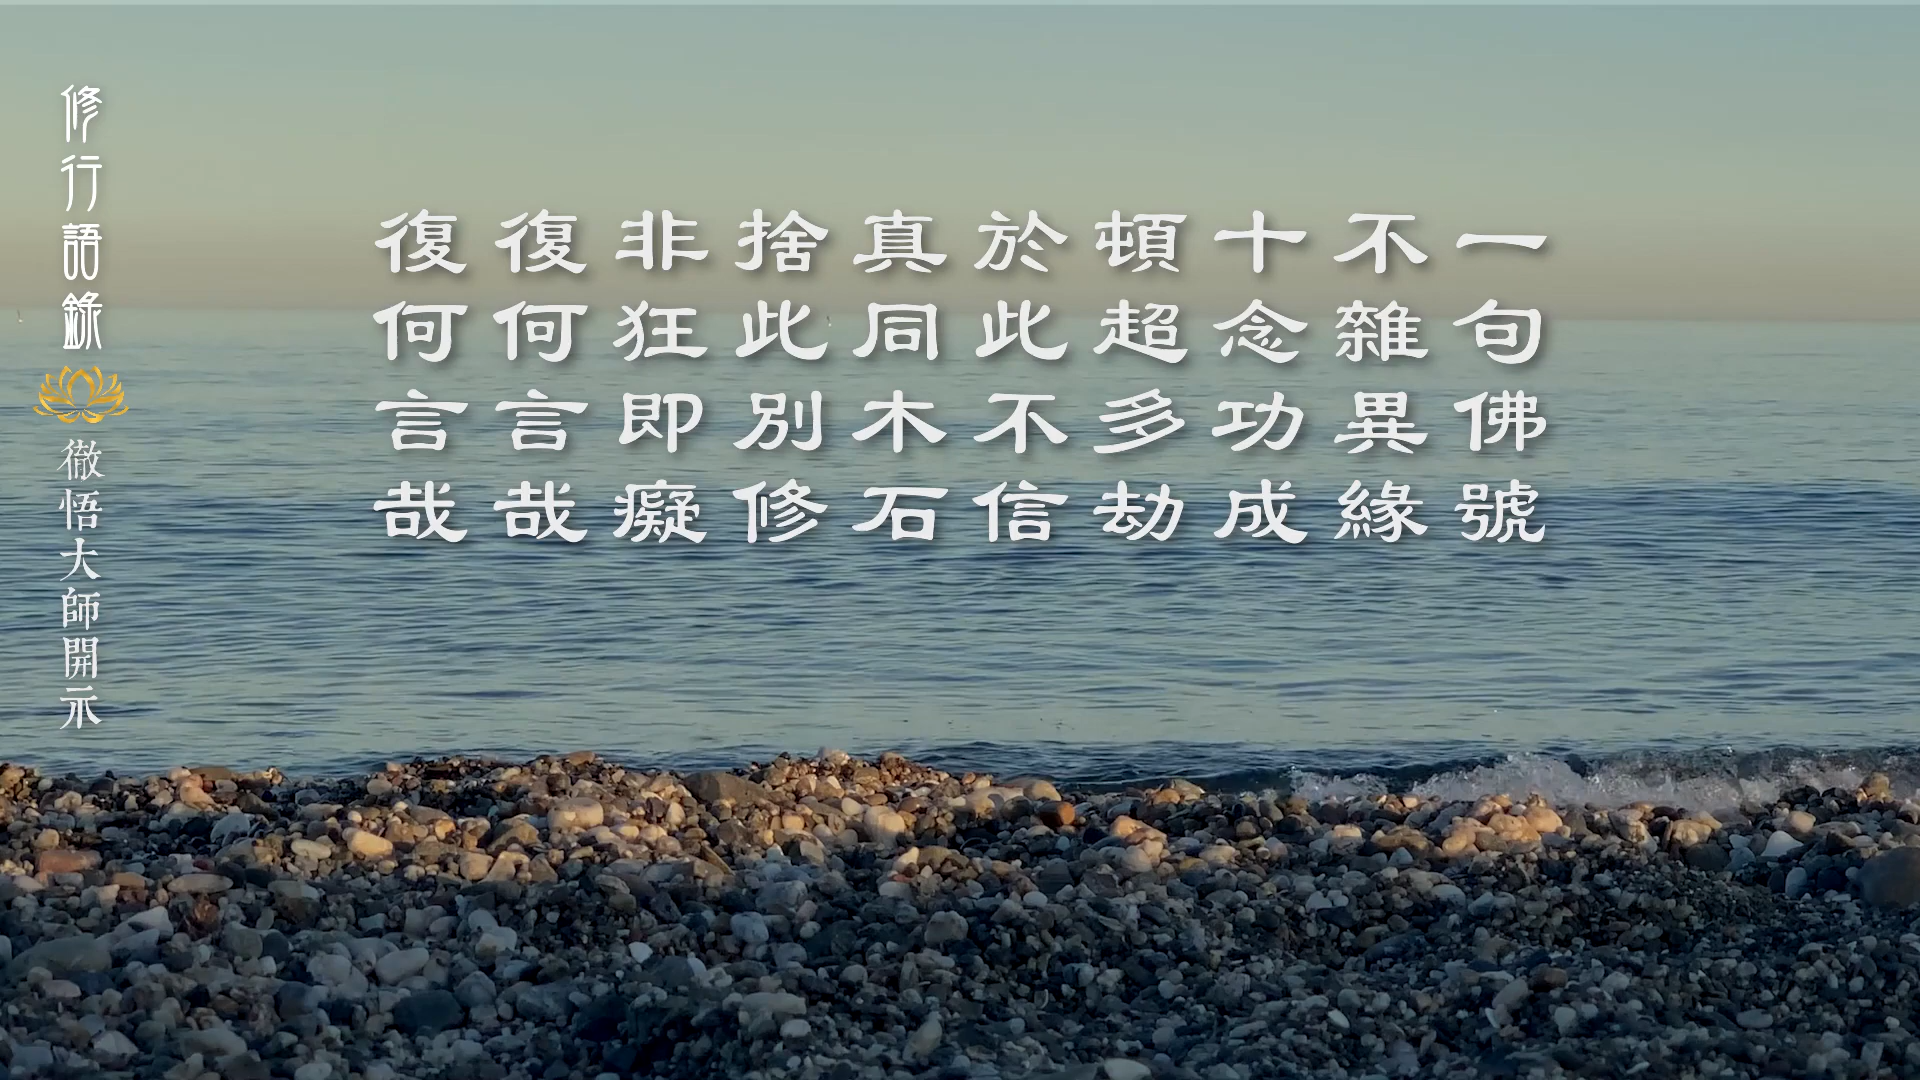 一句佛號
不雜異緣
十念功成
頓超多劫
於此不信
真同木石
捨此別修
非狂即癡
復何言哉
復何言哉
修行語錄
徹悟大師開示